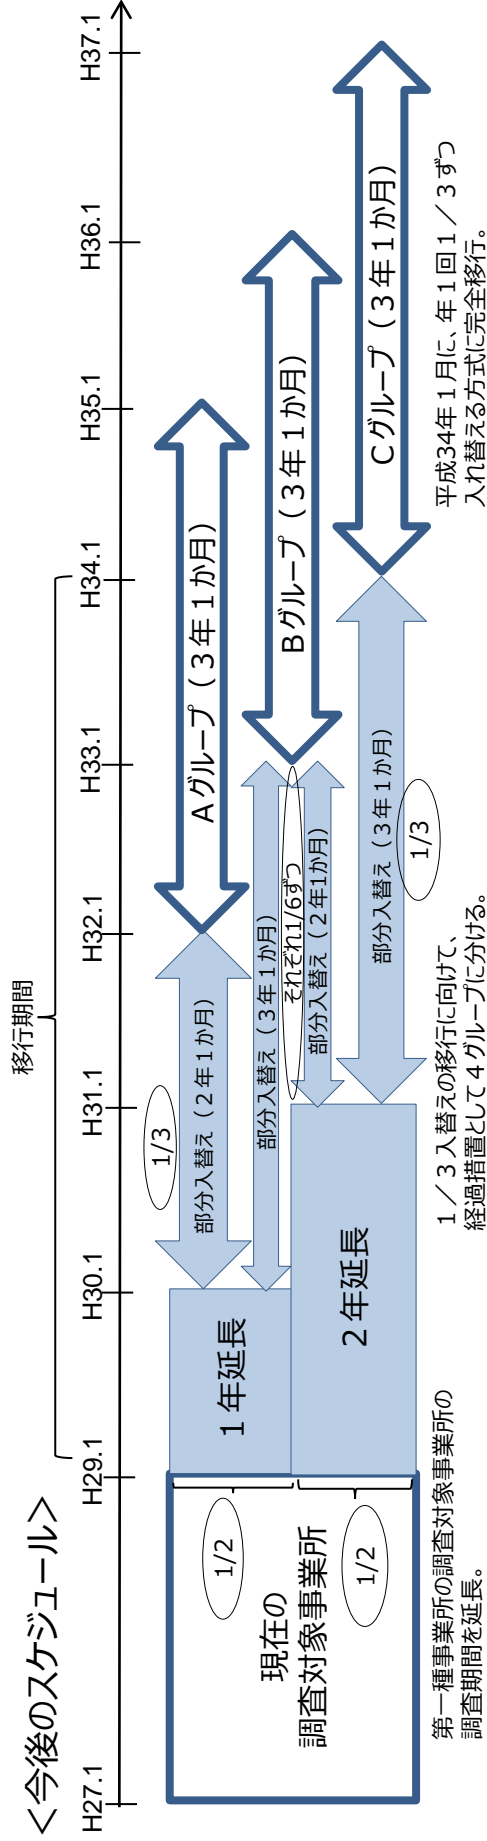 ＜今後のスケジュール＞
移行期間
H27.1
H29.1
H30.1
H31.1
H32.1
H33.1
H34.1
H35.1
H36.1
H37.1
現在の
調査対象事業所
1/2
1/2
１年延長
２年延長
1/3
部分入替え（２年１か月）
部分入替え（３年１か月）
それぞれ1/6ずつ
部分入替え（２年1か月）
部分入替え（３年１か月）
1/3
Ａグループ（３年１か月）
Ｂグループ（３年１か月）
Ｃグループ（３年１か月）
第一種事業所の調査対象事業所の
調査期間を延長。
１／３入替えの移行に向けて、
経過措置として４グループに分ける。
平成34年１月に、年１回１／３ずつ
入れ替える方式に完全移行。